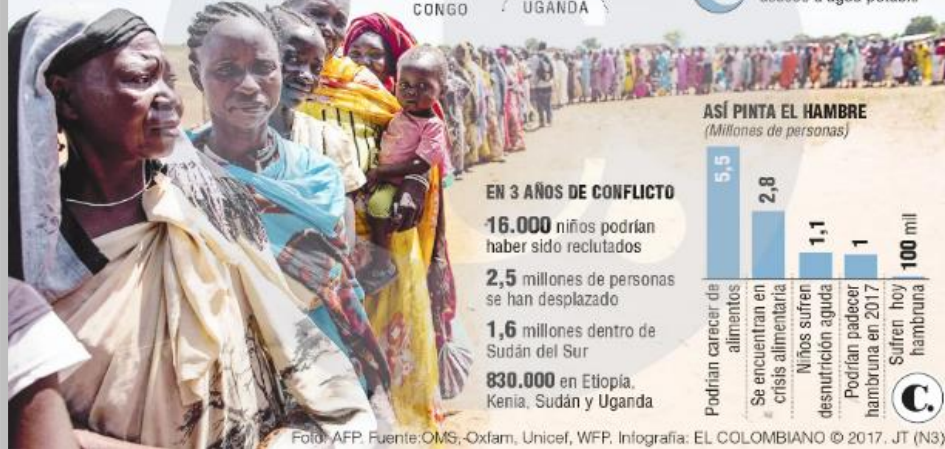 CONGO
UGANDA
ASÍ PINTA EL HAMBRE
(Millones de personas)
EN 3 AÑOS DE CONFLICTO
16.000 niños podrían
haber sido reclutados
2,5 millones de personas
se han desplazado
1,6 millones dentro de
Sudán del Sur
830.000 en Etiopía,
Kenia, Sudán y Uganda
5,5
2,8
1,1
1
100 mil
Podrían carecer de
alimentos
Se encuentran en
crisis alimentaria
Niños sufren
desnutrición aguda
Podrían padecer
hambruna en 2017
Sufren hoy
hambruna
C.
Foto: AFP. Fuente:OMS, Oxfam, Unicef, WFP. Infografía: EL COLOMBIANO © 2017. JT (N3)